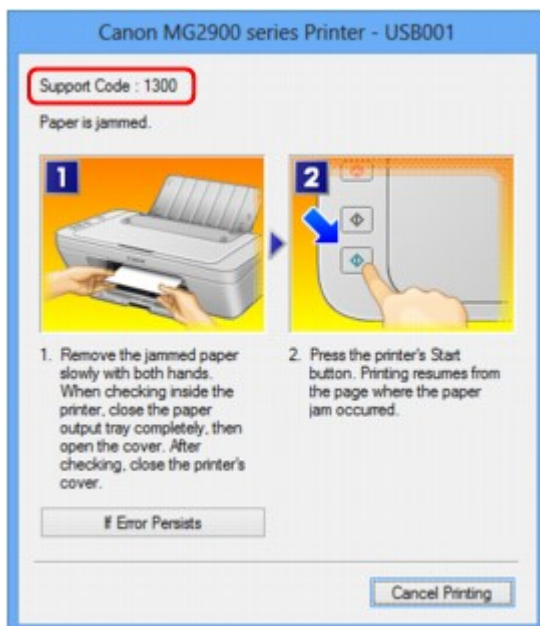 Canon MG2900 series Printer - USB001
Support Code : 1300
Paper is jammed.
1
2
1. Remove the jammed paper
slowly with both hands.
When checking inside the
printer, close the paper
output tray completely, then
open the cover. After
checking, close the printer's
cover.
2. Press the printer's Start
button. Printing resumes from
the page where the paper
jam occurred.
If Error Persists
Cancel Printing